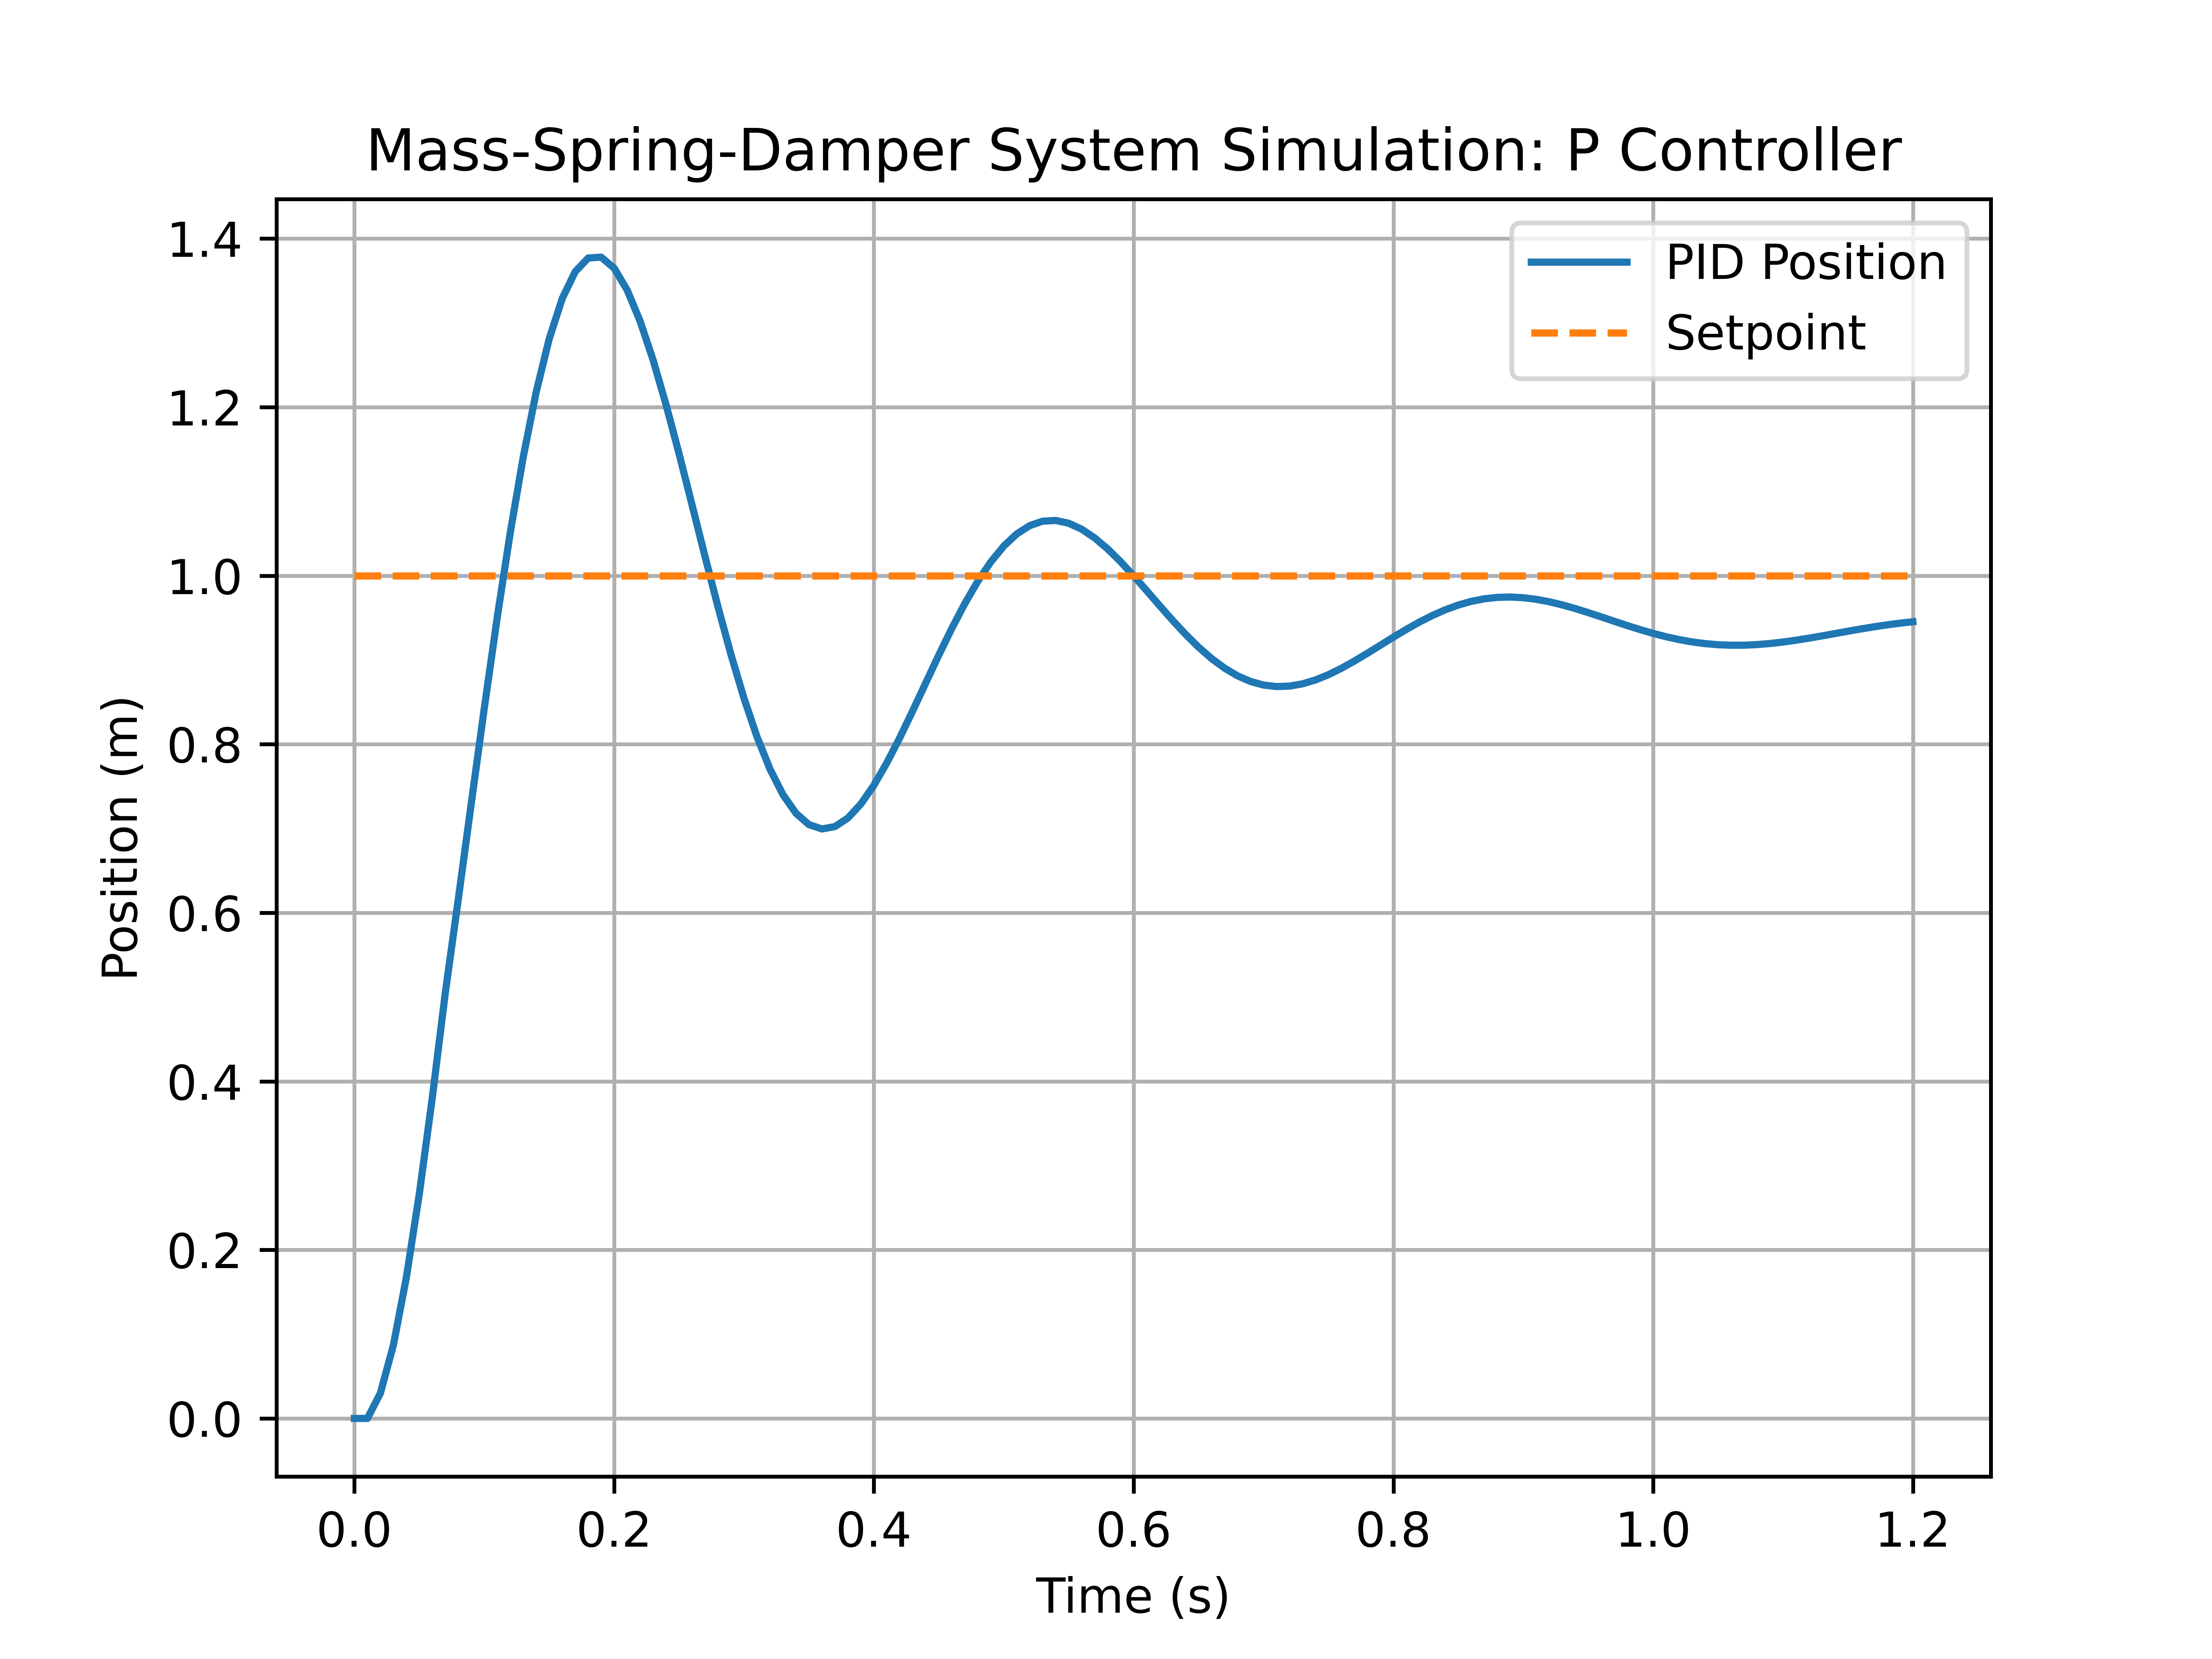 Mass-Spring-Damper System Simulation: P Controller
PID Position
Setpoint
1.4
1.2
1.0
0.8
0.6
0.4
0.2
0.0
Position (m)
0.0 0.2 0.4 0.6 0.8 1.0 1.2
Time (s)